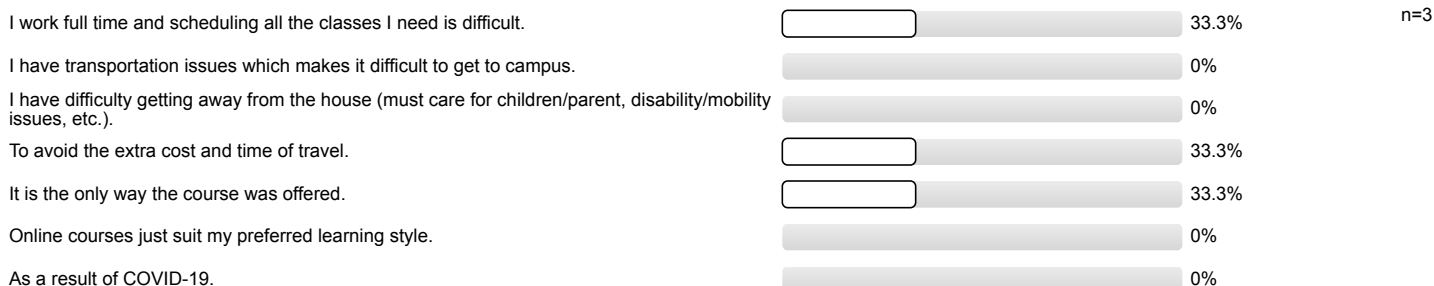 I work full time and scheduling all the classes I need is difficult. 33.3% n=3
I have transportation issues which makes it difficult to get to campus. 0%
I have difficulty getting away from the house (must care for children/parent, disability/mobility
issues, etc.). 0%
To avoid the extra cost and time of travel. 33.3%
It is the only way the course was offered. 33.3%
Online courses just suit my preferred learning style. 0%
As a result of COVID-19. 0%